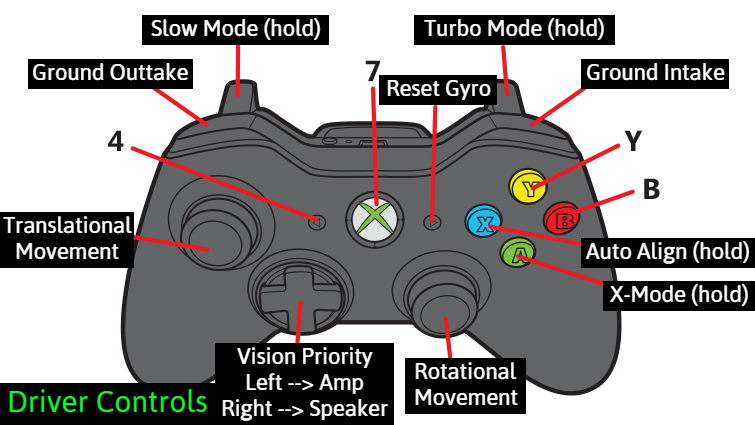 Slow Mode (hold)
Turbo Mode (hold)
Ground Outtake
7
Reset Gyro
Ground Intake
4
Y
Y
B
B
X
A
Translational
Movement
Auto Align (hold)
X-Mode (hold)
Vision Priority
Left --> Amp
Right --> Speaker
Rotational
Movement
Driver Controls